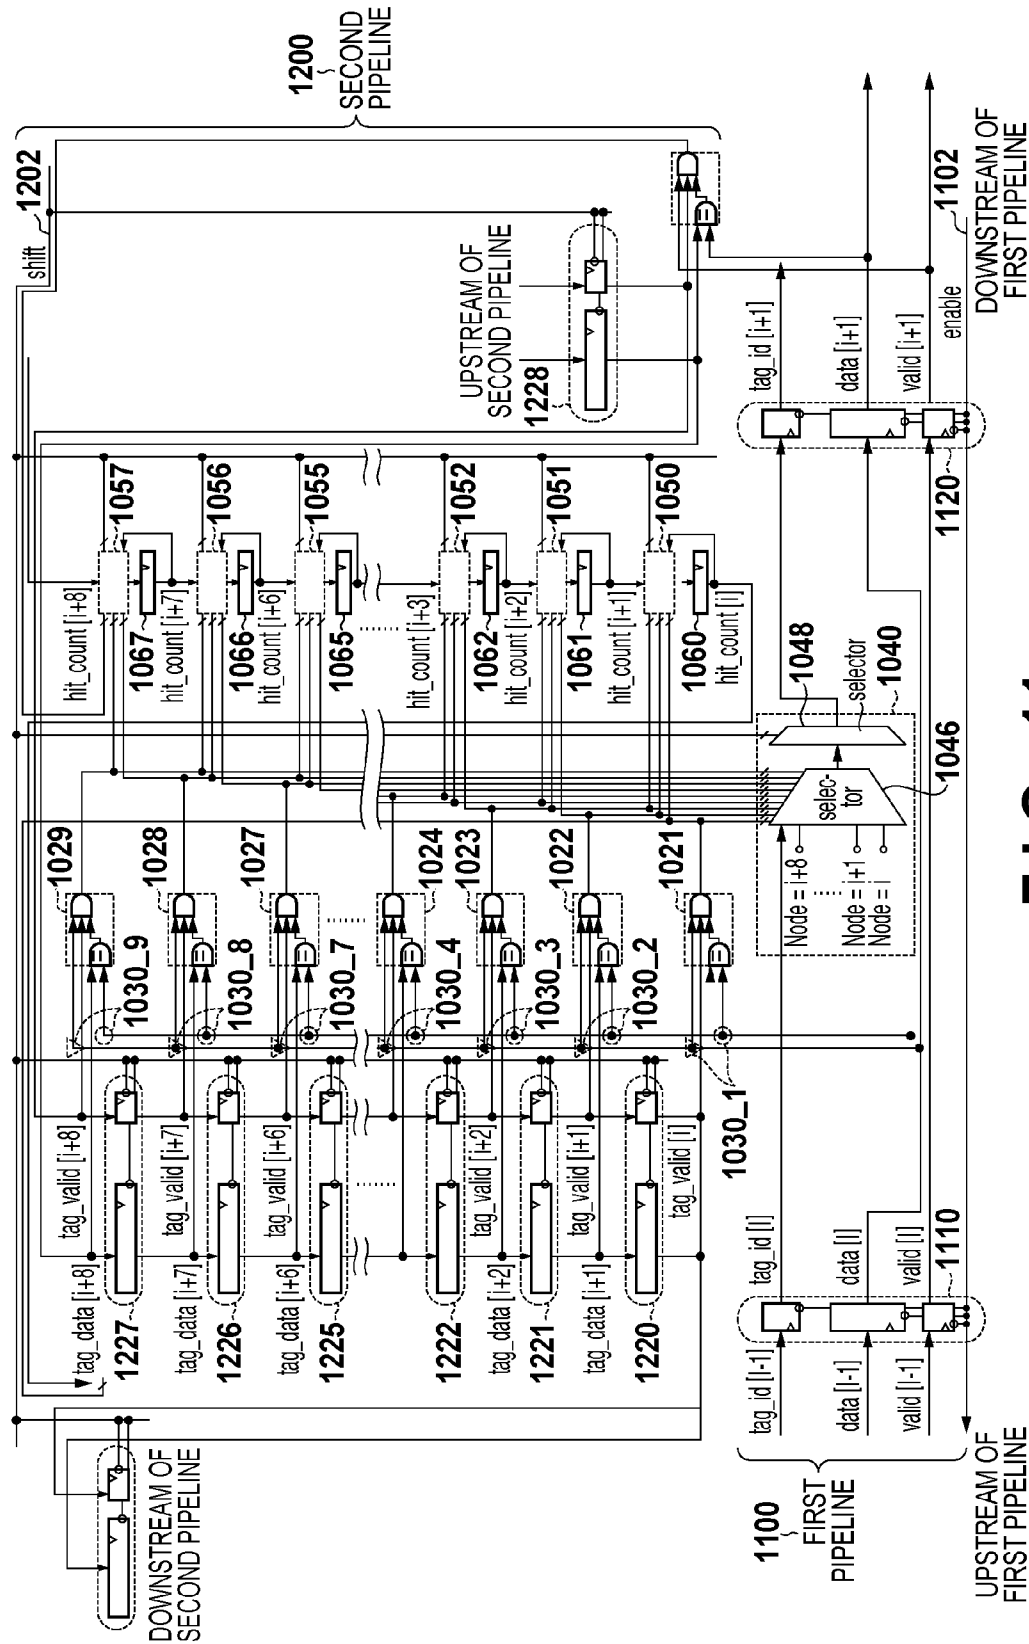 DOWNSTREAM OF
SECOND PIPELINE
shift
1202
1200
SECOND
PIPELINE
tag_data [i+8]
tag_valid [i+8]
1227
1029
1030_9
hit_count [i+8]
1057
1067
tag_data [i+7]
tag_valid [i+7]
1226
1028
1030_8
hit_count [i+7]
1056
1066
tag_data [i+6]
tag_valid [i+6]
1225
1027
1030_7
hit_count [i+6]
1055
1065
1024
1030_4
hit_count [i+3]
1052
1062
tag_data [i+2]
tag_valid [i+2]
1222
1023
1030_3
hit_count [i+2]
1051
1061
tag_data [i+1]
tag_valid [i+1]
1221
1022
1030_2
hit_count [i+1]
1050
1060
1220
tag_valid [i]
1021
1030_1
hit_count [i]
UPSTREAM OF
SECOND PIPELINE
1228
1100
FIRST
PIPELINE
tag_id [I-1]
data [I-1]
valid [I-1]
tag_id [I]
data [I]
valid [I]
1110
Node = i+8
Node = i+1
Node = i
selec-
tor
1046
1048
selector
1040
1120
tag_id [i+1]
data [i+1]
valid [i+1]
enable
1102
UPSTREAM OF
FIRST PIPELINE
DOWNSTREAM OF
FIRST PIPELINE